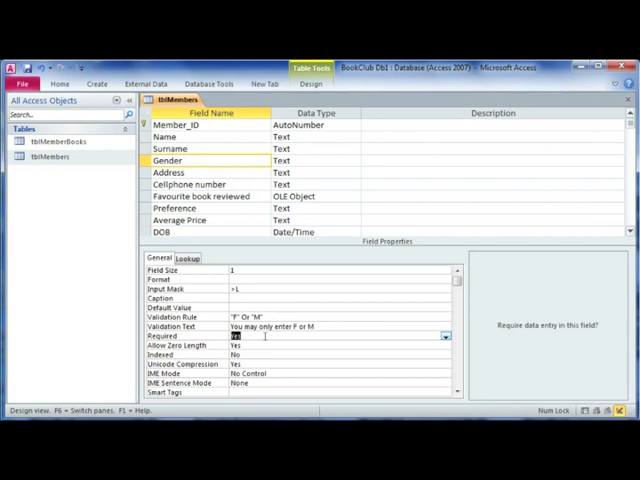 Table Tools
BookClub Db1 : Database (Access 2007) - Microsoft Access
File Home Create External Data Database Tools New Tab Design
All Access Objects
Search...
Tables
tblMemberBooks
tblMembers
tblMembers
Field Name Data Type Description
Member_ID AutoNumber
Name Text
Surname Text
Gender Text
Address Text
Cellphone number Text
Favourite book reviewed OLE Object
Preference Text
Average Price Text
DOB Date/Time
Field Properties
General Lookup
Field Size 1
Format
Input Mask >L
Caption
Default Value
Validation Rule "F" Or "M"
Validation Text You may only enter F or M
Required Yes
Allow Zero Length Yes
Indexed No
Unicode Compression Yes
IME Mode No Control
IME Sentence Mode None
Smart Tags
Require data entry in this field?
Design view. F6 = Switch panes. F1 = Help.
Num Lock